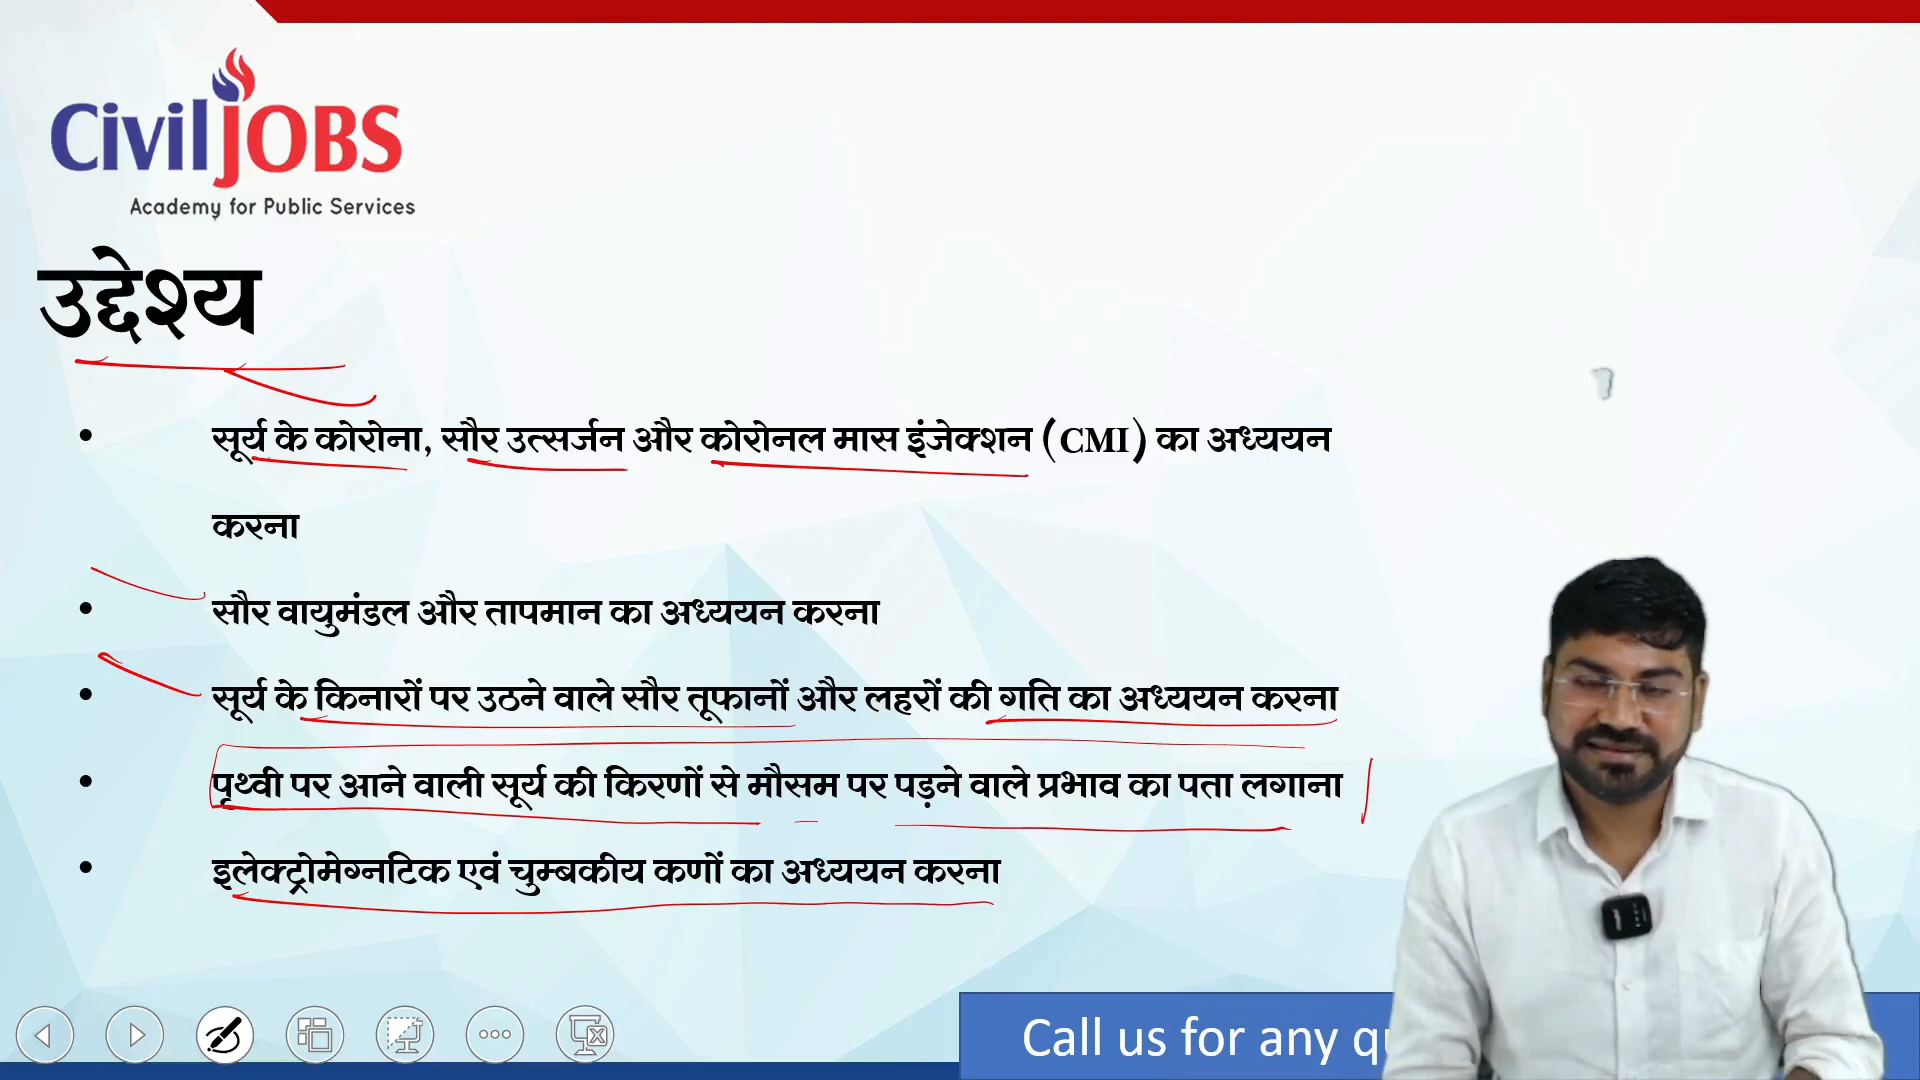 Civil JOBS
Academy for Public Services
उद्देश्य
• सूर्य के कोरोना, सौर उत्सर्जन और कोरोनल मास इंजेक्शन (CMI) का अध्ययन
करना
• सौर वायुमंडल और तापमान का अध्ययन करना
• सूर्य के किनारों पर उठने वाले सौर तूफानों और लहरों की गति का अध्ययन करना
• पृथ्वी पर आने वाली सूर्य की किरणों से मौसम पर पड़ने वाले प्रभाव का पता लगाना
• इलेक्ट्रोमेग्नटिक एवं चुम्बकीय कणों का अध्ययन करना
Call us for any